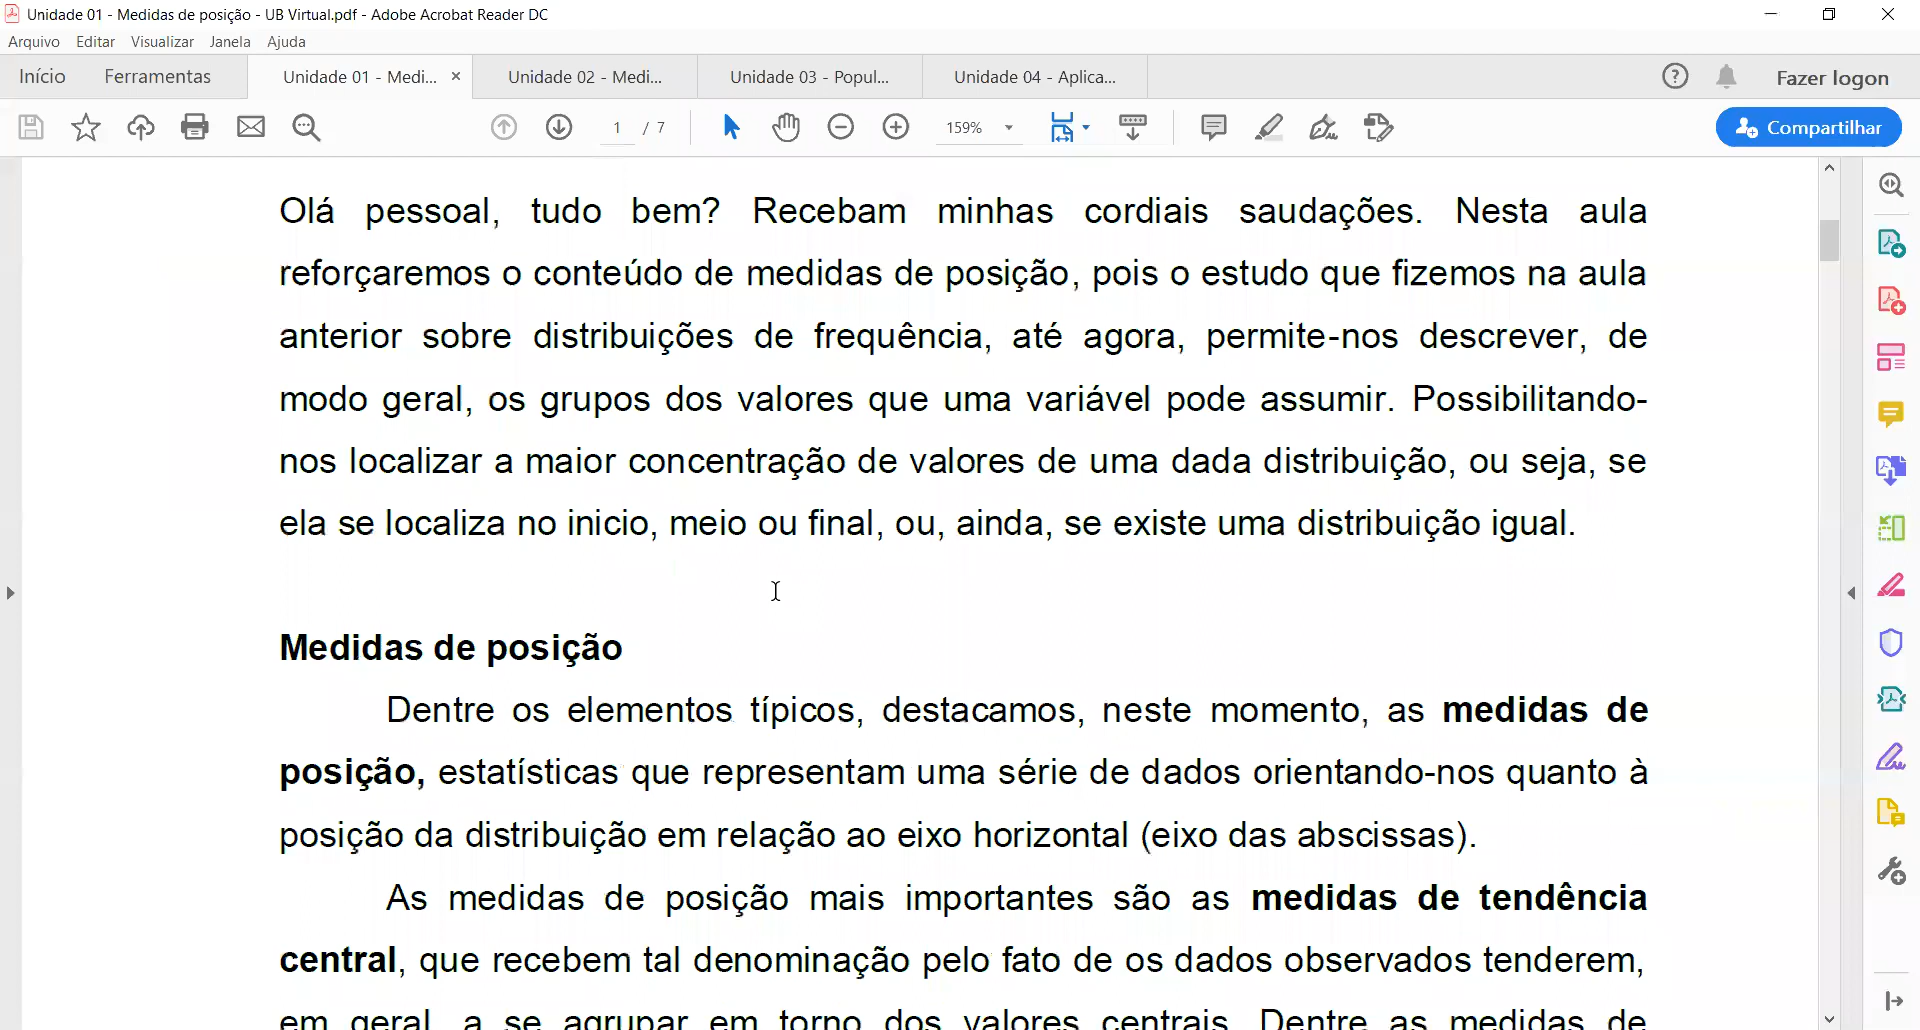 Unidade 01 - Medidas de posição - UB Virtual.pdf - Adobe Acrobat Reader DC
Arquivo Editar Visualizar Janela Ajuda
Início Ferramentas Unidade 01 - Medi... × Unidade 02 - Medi... Unidade 03 - Popul... Unidade 04 - Aplica... Fazer logon
1 / 7 159% Compartilhar
Olá pessoal, tudo bem? Recebam minhas cordiais saudações. Nesta aula
reforçaremos o conteúdo de medidas de posição, pois o estudo que fizemos na aula
anterior sobre distribuições de frequência, até agora, permite-nos descrever, de
modo geral, os grupos dos valores que uma variável pode assumir. Possibilitando-
nos localizar a maior concentração de valores de uma dada distribuição, ou seja, se
ela se localiza no inicio, meio ou final, ou, ainda, se existe uma distribuição igual.
Medidas de posição
Dentre os elementos típicos, destacamos, neste momento, as medidas de
posição, estatísticas que representam uma série de dados orientando-nos quanto à
posição da distribuição em relação ao eixo horizontal (eixo das abscissas).
As medidas de posição mais importantes são as medidas de tendência
central, que recebem tal denominação pelo fato de os dados observados tenderem,
em geral, a se agrupar em torno dos valores centrais. Dentre as medidas de